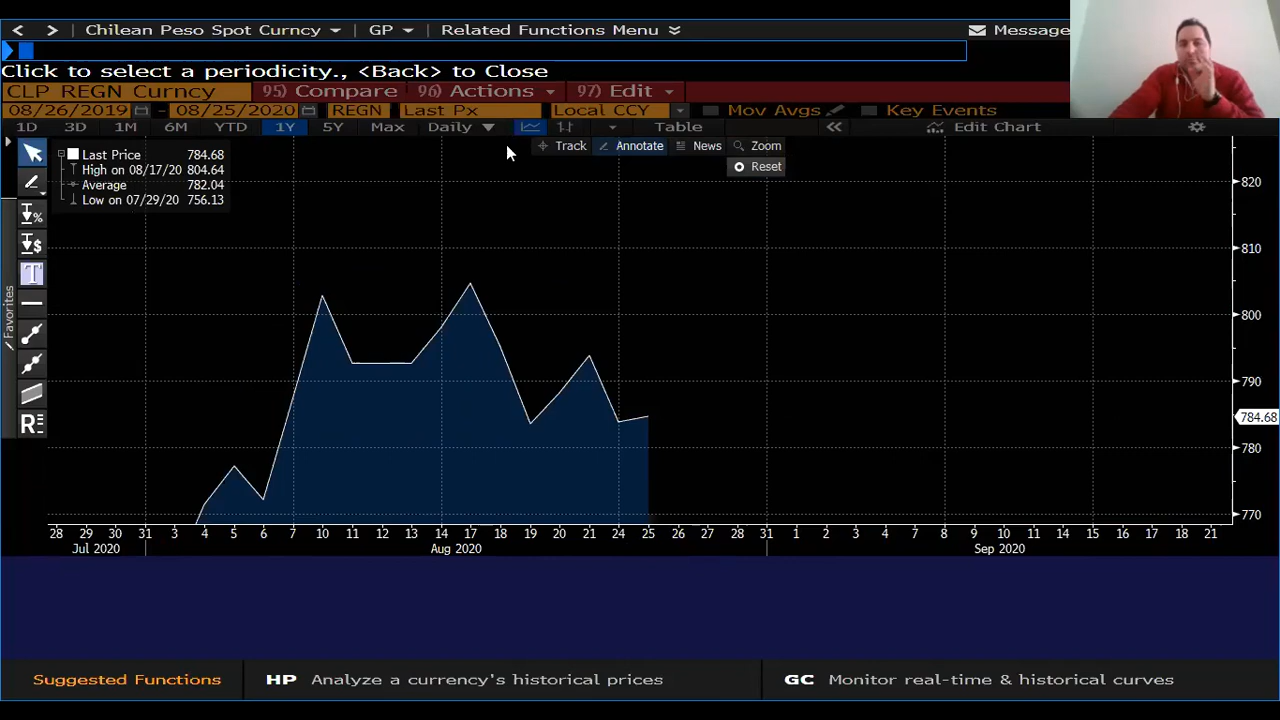 < > Chilean Peso Spot Curncy GP Related Functions Menu Message
Click to select a periodicity., <Back> to Close
CLP REGN Curncy 95) Compare 96) Actions 97) Edit
08/26/2019 - 08/25/2020 REGN Last Px Local CCY Mov Avgs Key Events
1D 3D 1M 6M YTD 1Y 5Y Max Daily Table Edit Chart
Track Annotate News Zoom
Reset
Last Price 784.68
High on 08/17/20 804.64
Average 782.04
Low on 07/29/20 756.13
%
$
T
R
Favorites
820
810
800
790
784.68
780
770
28 29 30 31 3 4 5 6 7 10 11 12 13 14 17 18 19 20 21 24 25 26 27 28 31 1 2 3 4 7 8 9 10 11 14 15 16 17 18 21
Jul 2020 Aug 2020 Sep 2020
Suggested Functions HP Analyze a currency's historical prices GC Monitor real-time & historical curves